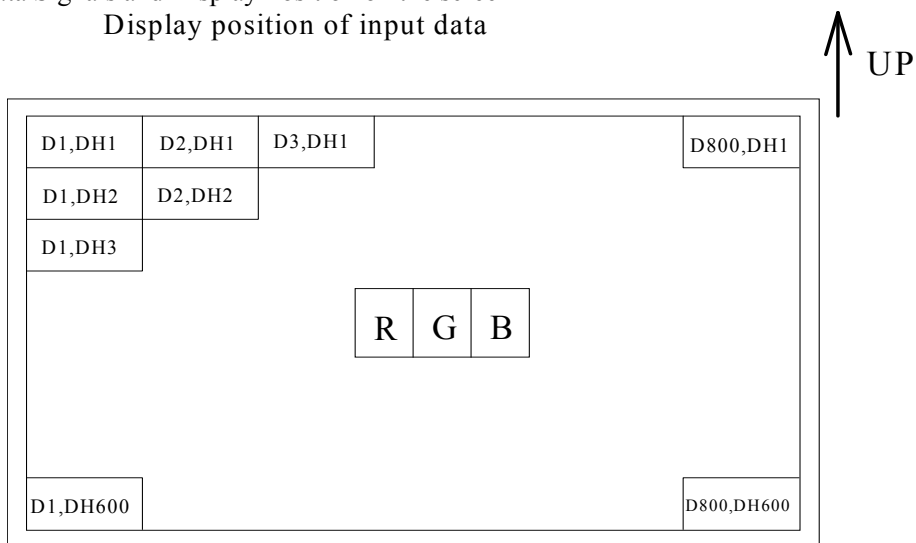 Display position of input data
UP
D1,DH1 D2,DH1 D3,DH1 D800,DH1
D1,DH2 D2,DH2
D1,DH3
R G B
D1,DH600 D800,DH600